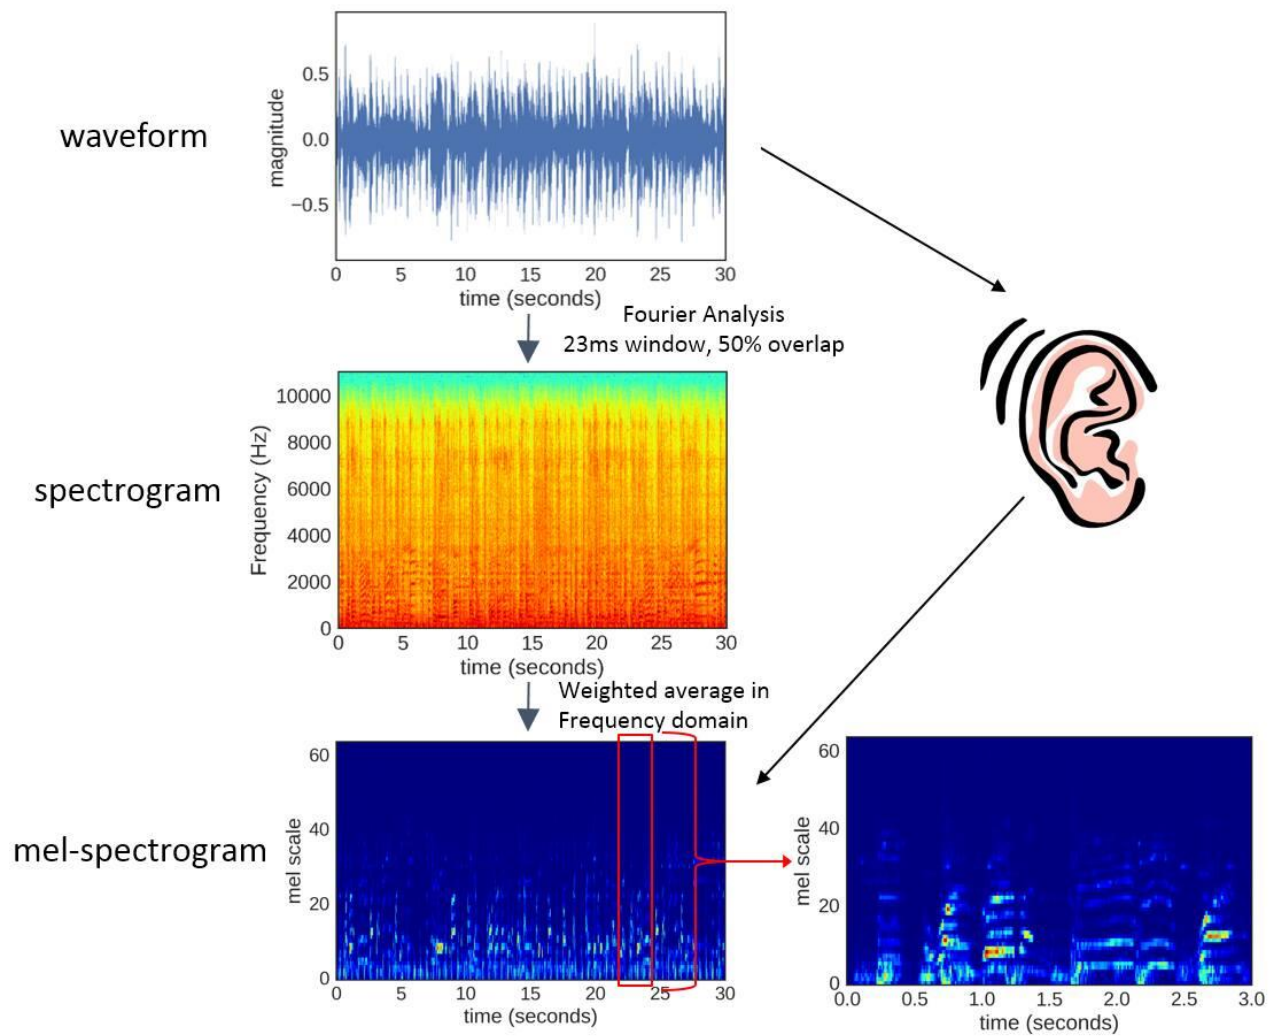 waveform
magnitude
0.5
0.0
−0.5
0 5 10 15 20 25 30
time (seconds)
Fourier Analysis
23ms window, 50% overlap
spectrogram
Frequency (Hz)
10000
8000
6000
4000
2000
0
0 5 10 15 20 25 30
time (seconds)
Weighted average in
Frequency domain
mel-spectrogram
mel scale
60
40
20
0
0 5 10 15 20 25 30
time (seconds)
mel scale
60
40
20
0
0.0 0.5 1.0 1.5 2.0 2.5 3.0
time (seconds)